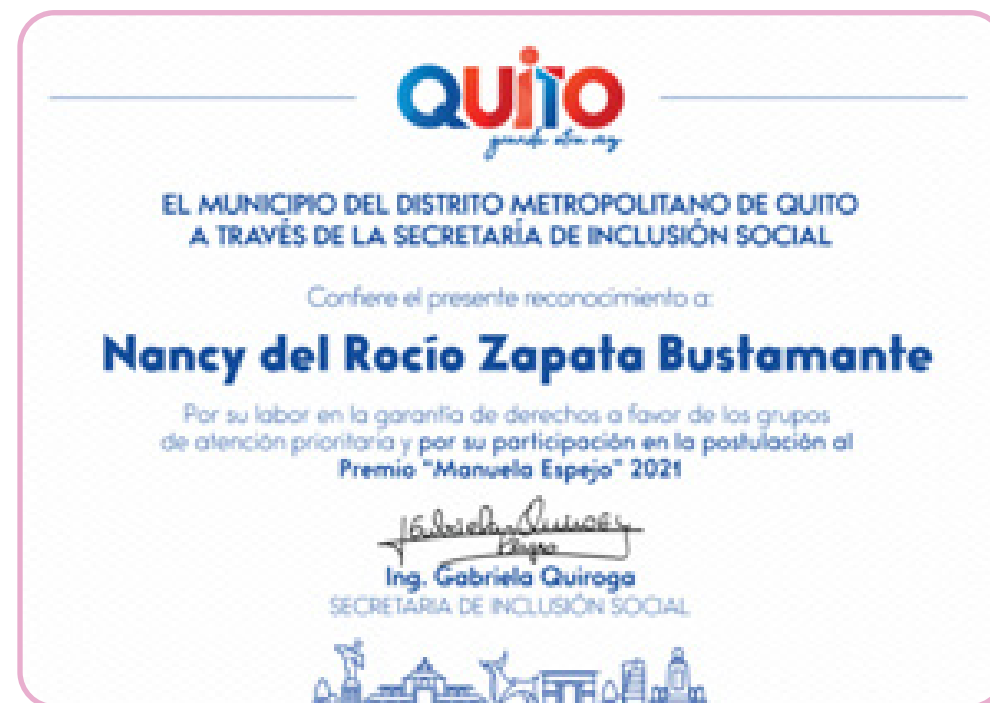 QUITO
grande otra vez
EL MUNICIPIO DEL DISTRITO METROPOLITANO DE QUITO
A TRAVÉS DE LA SECRETARÍA DE INCLUSIÓN SOCIAL
Confiere el presente reconocimiento a:
Nancy del Rocío Zapata Bustamante
Por su labor en la garantía de derechos a favor de los grupos
de atención prioritaria y por su participación en la postulación al
Premio "Manuela Espejo" 2021
Ing. Gabriela Quiroga
SECRETARIA DE INCLUSIÓN SOCIAL